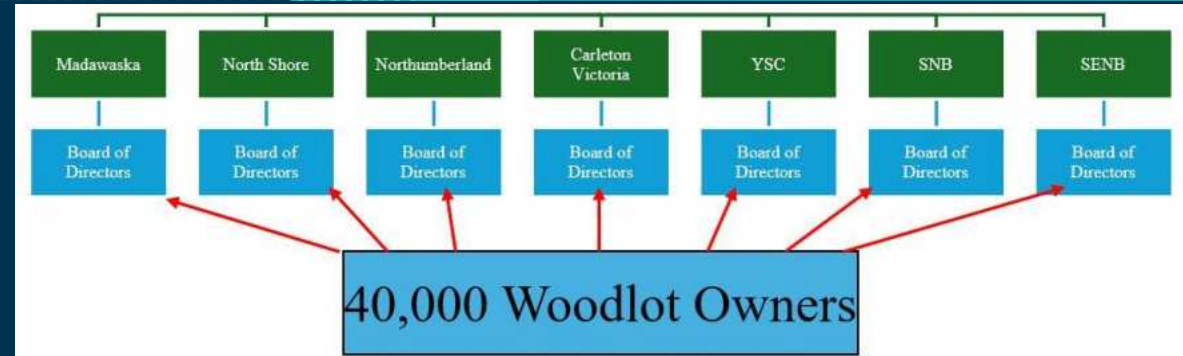 Madawaska
North Shore
Northumberland
Carleton
Victoria
YSC
SNB
SENB
Board of
Directors
Board of
Directors
Board of
Directors
Board of
Directors
Board of
Directors
Board of
Directors
Board of
Directors
40,000 Woodlot Owners